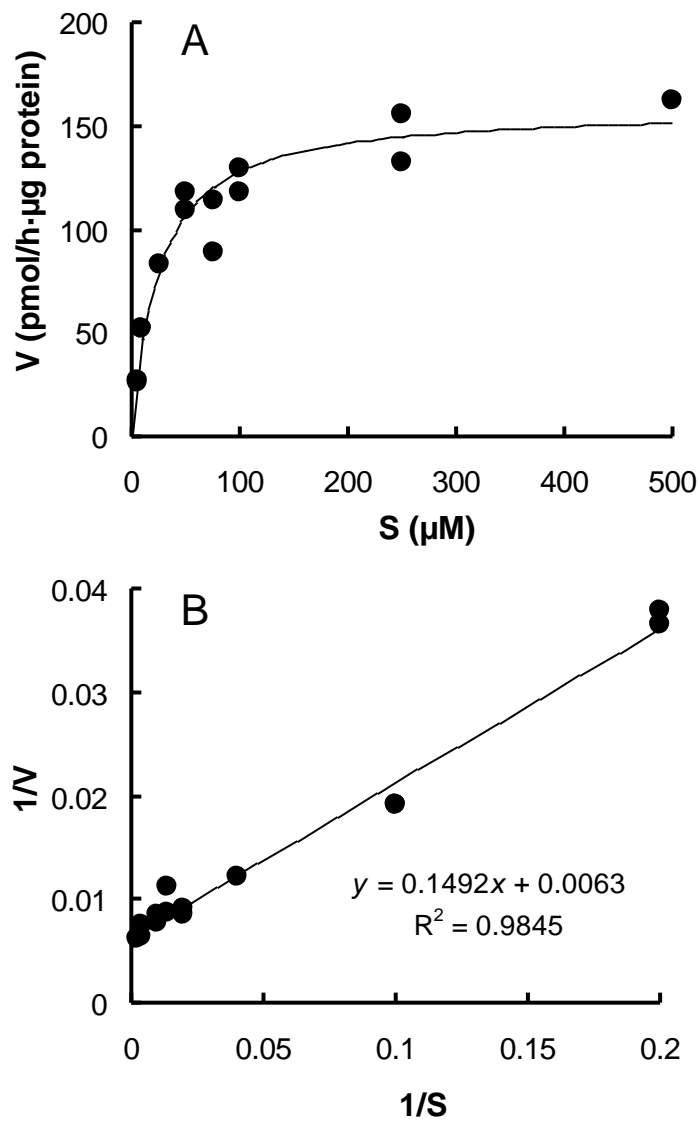 A
V (pmol/h·µg protein)
200
150
100
50
0
0 100 200 300 400 500
S (µM)
B
1/V
0.04
0.03
0.02
0.01
0
y = 0.1492x + 0.0063
R² = 0.9845
0 0.05 0.1 0.15 0.2
1/S